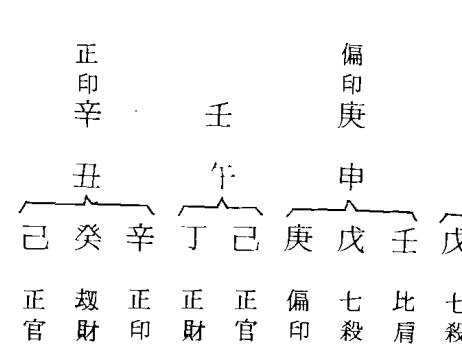 正印 偏印
辛 壬 庚
丑 午 申
己 癸 辛 丁 己 庚 戊 壬 戊
正官 劫財 正印 正財 正官 偏印 七殺 比肩 七殺